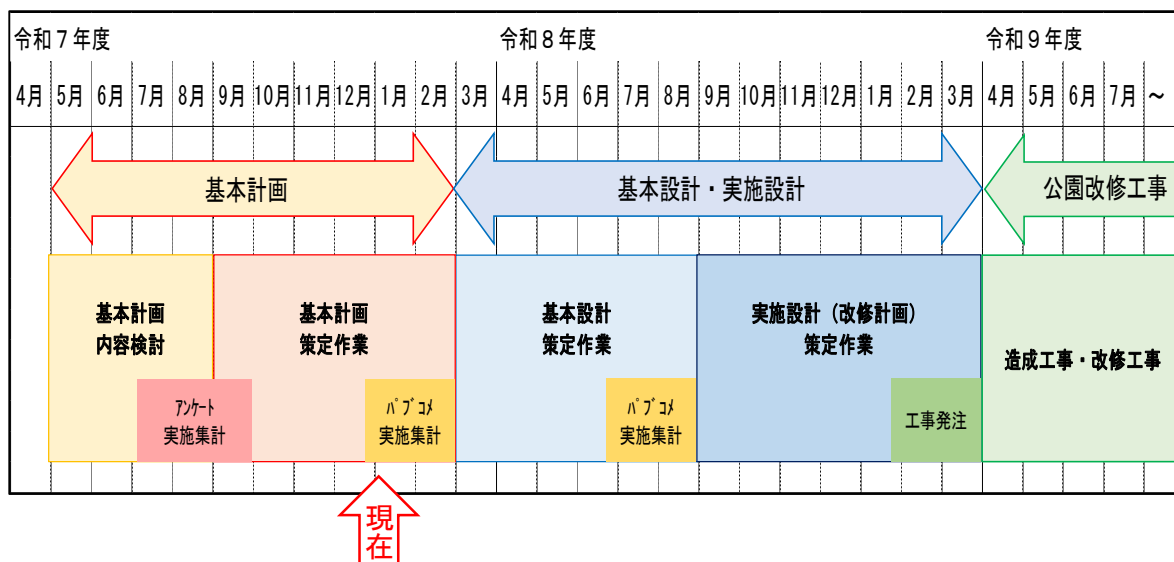 令和７年度 令和８年度 令和９年度
4月 5月 6月 7月 8月 9月 10月 11月 12月 1月 2月 3月 4月 5月 6月 7月 8月 9月 10月 11月 12月 1月 2月 3月 4月 5月 6月 7月 ～
基本計画 基本設計・実施設計 公園改修工事
基本計画
内容検討
基本計画
策定作業
基本設計
策定作業
実施設計（改修計画）
策定作業
造成工事・改修工事
ｱﾝｹｰﾄ
実施集計
ﾊﾟﾌﾞｺﾒ
実施集計
ﾊﾟﾌﾞｺﾒ
実施集計
工事発注
現在